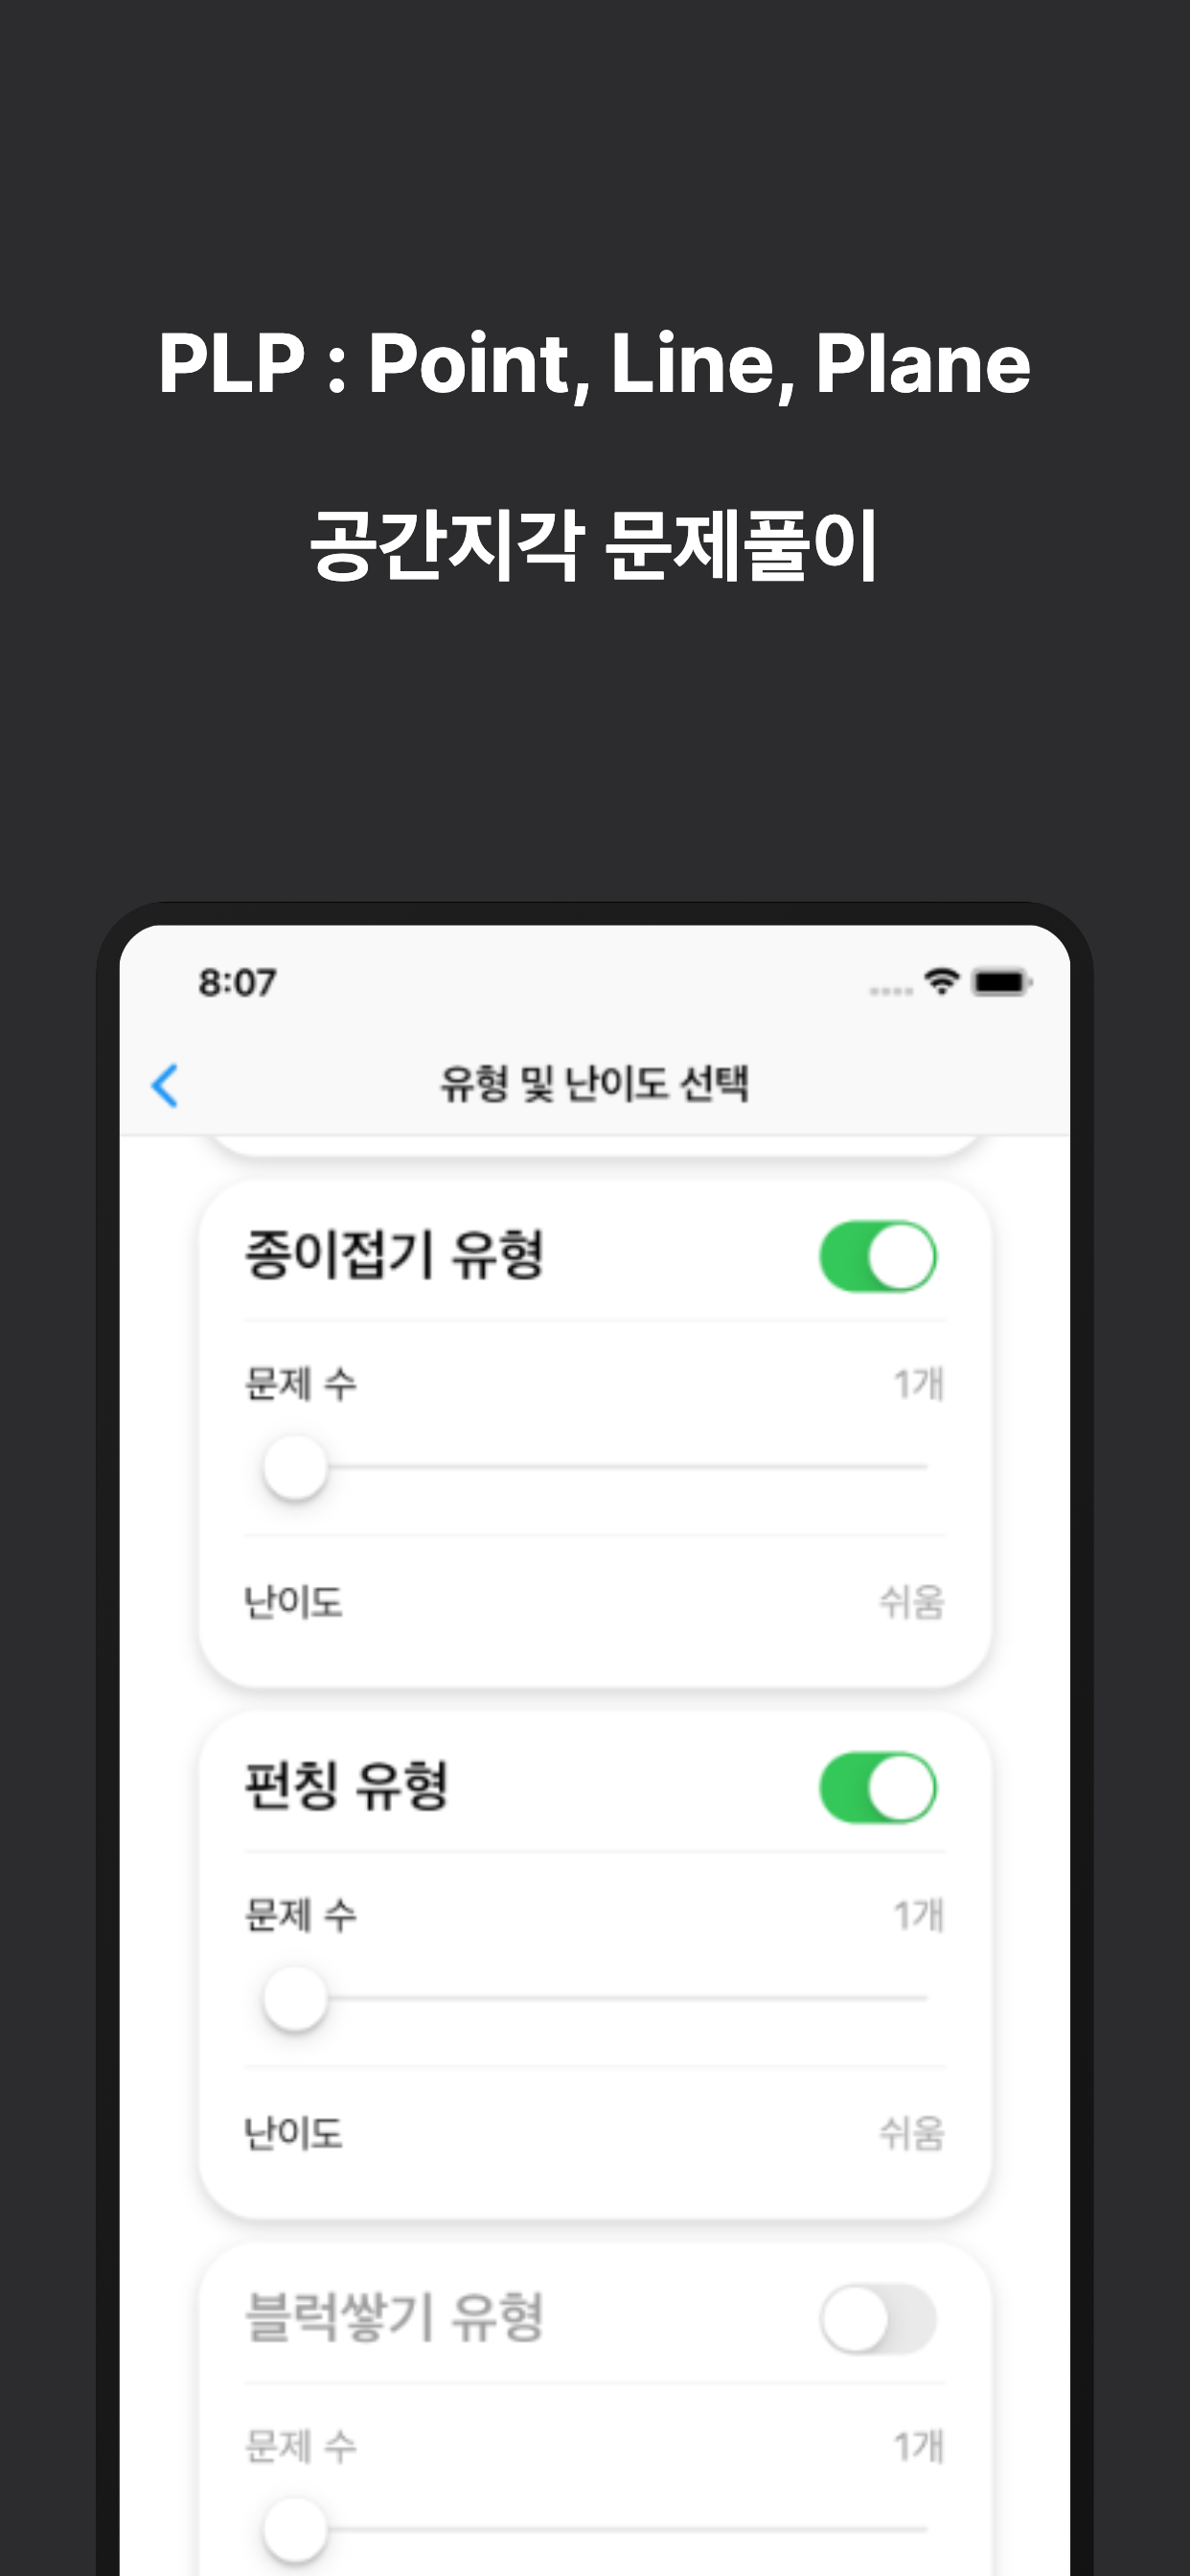 PLP : Point, Line, Plane
공간지각 문제풀이
8:07
유형 및 난이도 선택
종이접기 유형
문제 수 1개
난이도 쉬움
펀칭 유형
문제 수 1개
난이도 쉬움
블럭쌓기 유형
문제 수 1개